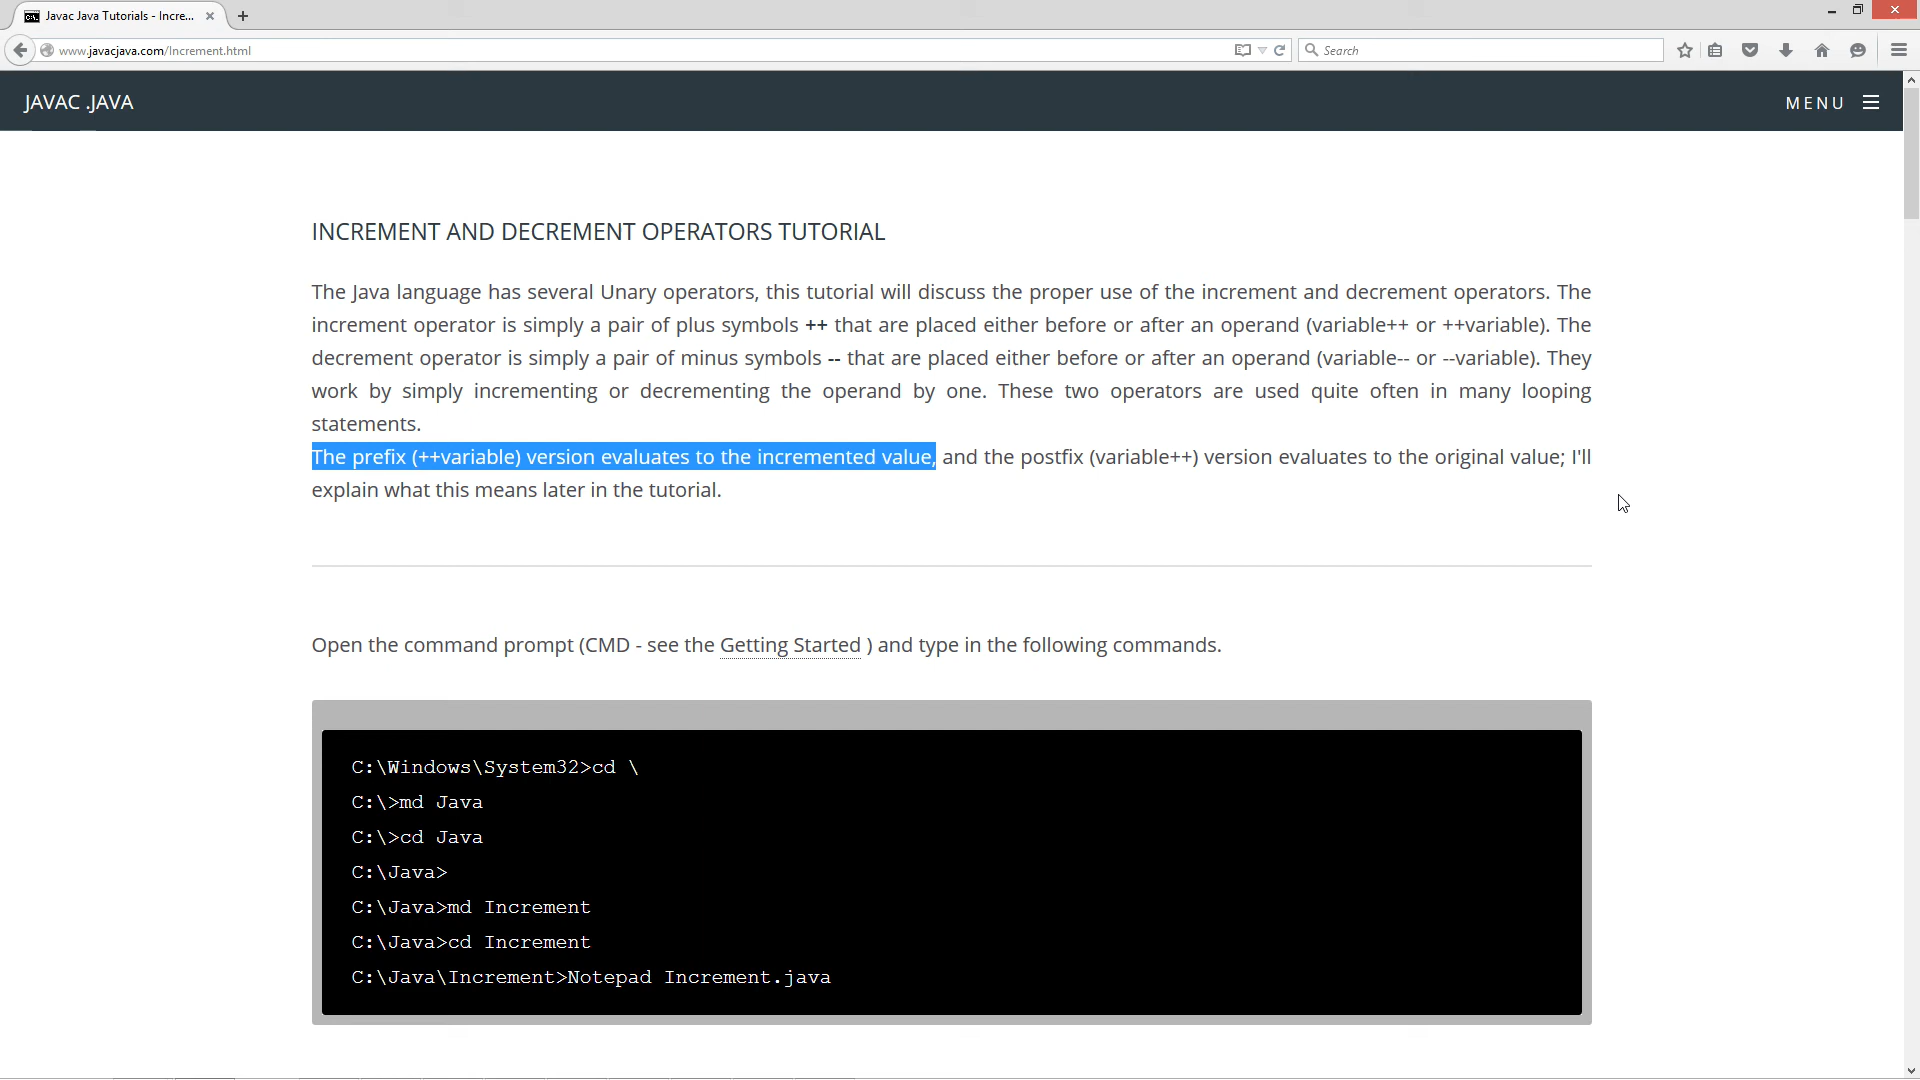 Javac Java Tutorials - Incre...
www.javacjava.com/Increment.html
Search
JAVAC .JAVA
MENU
INCREMENT AND DECREMENT OPERATORS TUTORIAL
The Java language has several Unary operators, this tutorial will discuss the proper use of the increment and decrement operators. The
increment operator is simply a pair of plus symbols ++ that are placed either before or after an operand (variable++ or ++variable). The
decrement operator is simply a pair of minus symbols -- that are placed either before or after an operand (variable-- or --variable). They
work by simply incrementing or decrementing the operand by one. These two operators are used quite often in many looping
statements.
The prefix (++variable) version evaluates to the incremented value, and the postfix (variable++) version evaluates to the original value; I'll
explain what this means later in the tutorial.
Open the command prompt (CMD - see the Getting Started ) and type in the following commands.
C:\Windows\System32>cd \
C:\>md Java
C:\>cd Java
C:\Java>
C:\Java>md Increment
C:\Java>cd Increment
C:\Java\Increment>Notepad Increment.java